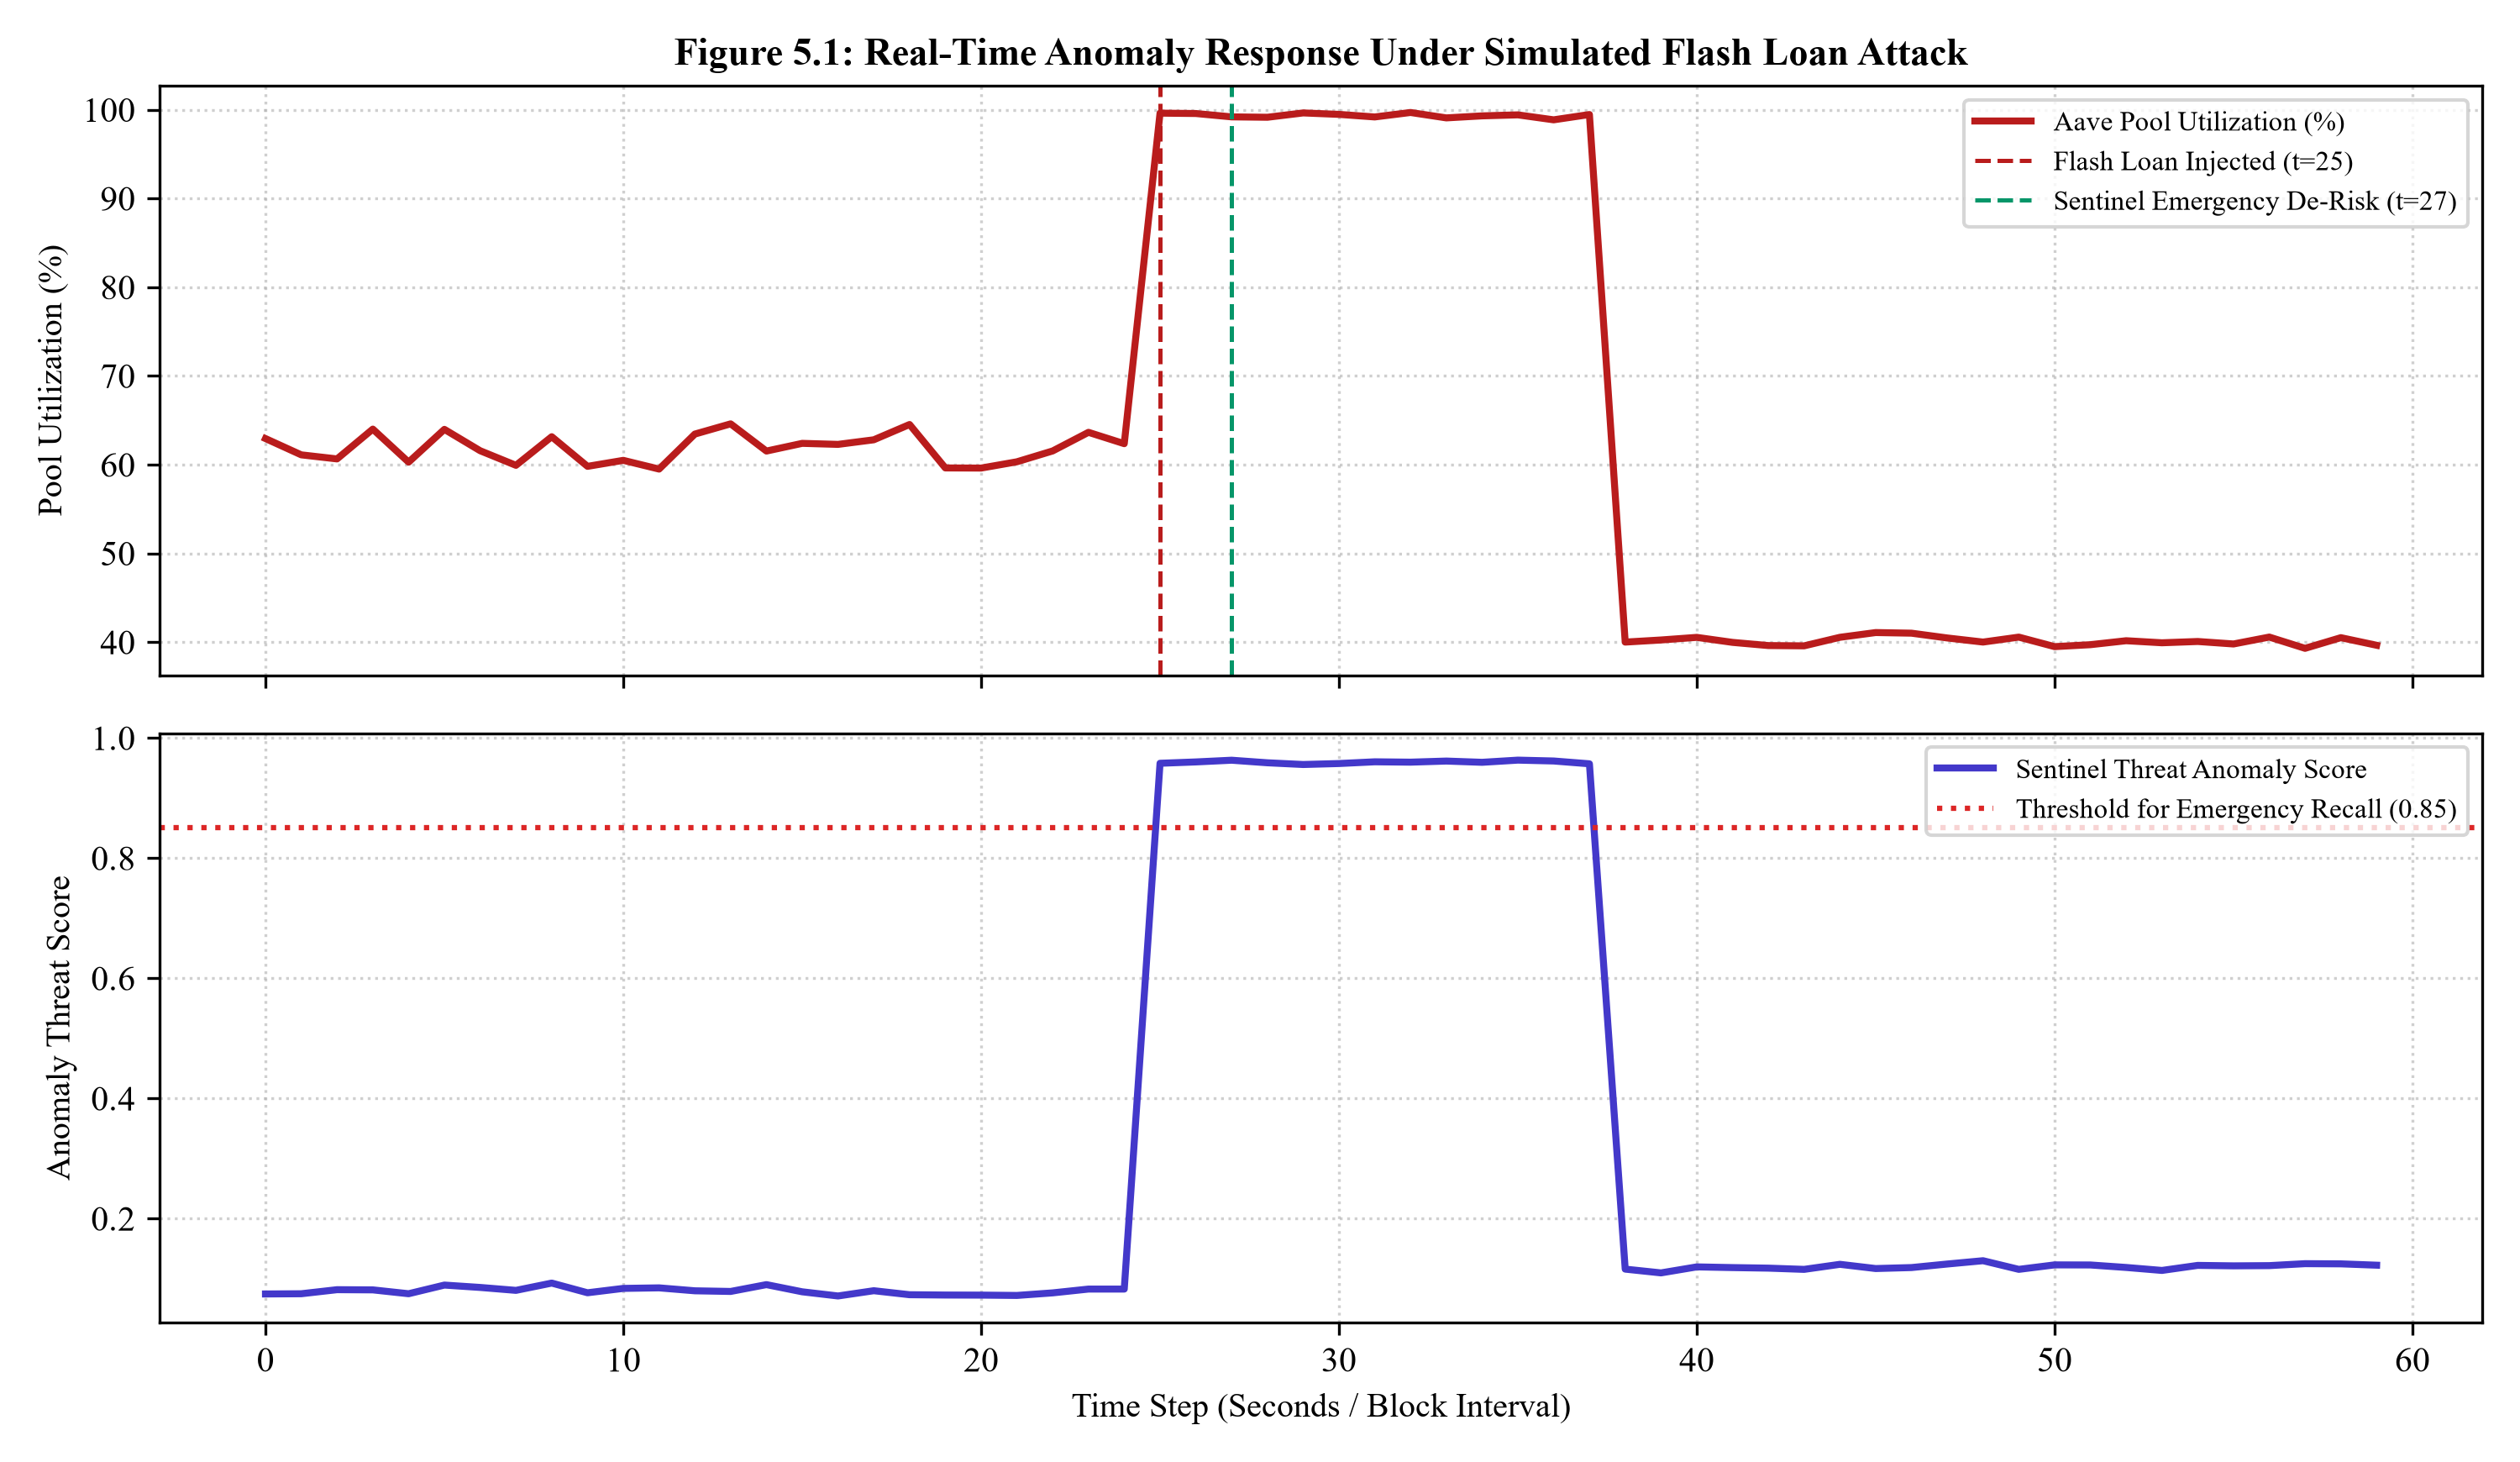 Figure 5.1: Real-Time Anomaly Response Under Simulated Flash Loan Attack
Pool Utilization (%)
100
90
80
70
60
50
40
Aave Pool Utilization (%)
Flash Loan Injected (t=25)
Sentinel Emergency De-Risk (t=27)
Anomaly Threat Score
1.0
0.8
0.6
0.4
0.2
Sentinel Threat Anomaly Score
Threshold for Emergency Recall (0.85)
0 10 20 30 40 50 60
Time Step (Seconds / Block Interval)